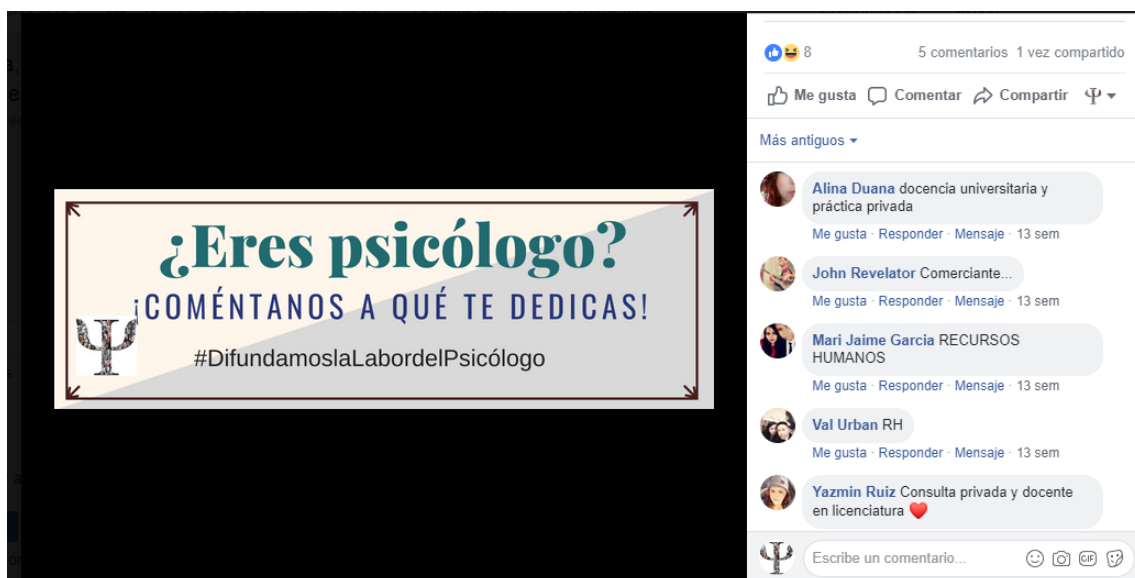 ¿Eres psicólogo?
¡COMÉNTANOS A QUÉ TE DEDICAS!
#DifundamoslaLabordelPsicólogo
8
5 comentarios 1 vez compartido
Me gusta Comentar Compartir
Más antiguos
Alina Duana docencia universitaria y
práctica privada
Me gusta · Responder · Mensaje · 13 sem
John Revelator Comerciante...
Me gusta · Responder · Mensaje · 13 sem
Mari Jaime Garcia RECURSOS
HUMANOS
Me gusta · Responder · Mensaje · 13 sem
Val Urban RH
Me gusta · Responder · Mensaje · 13 sem
Yazmin Ruiz Consulta privada y docente
en licenciatura ❤️
Escribe un comentario...
GIF